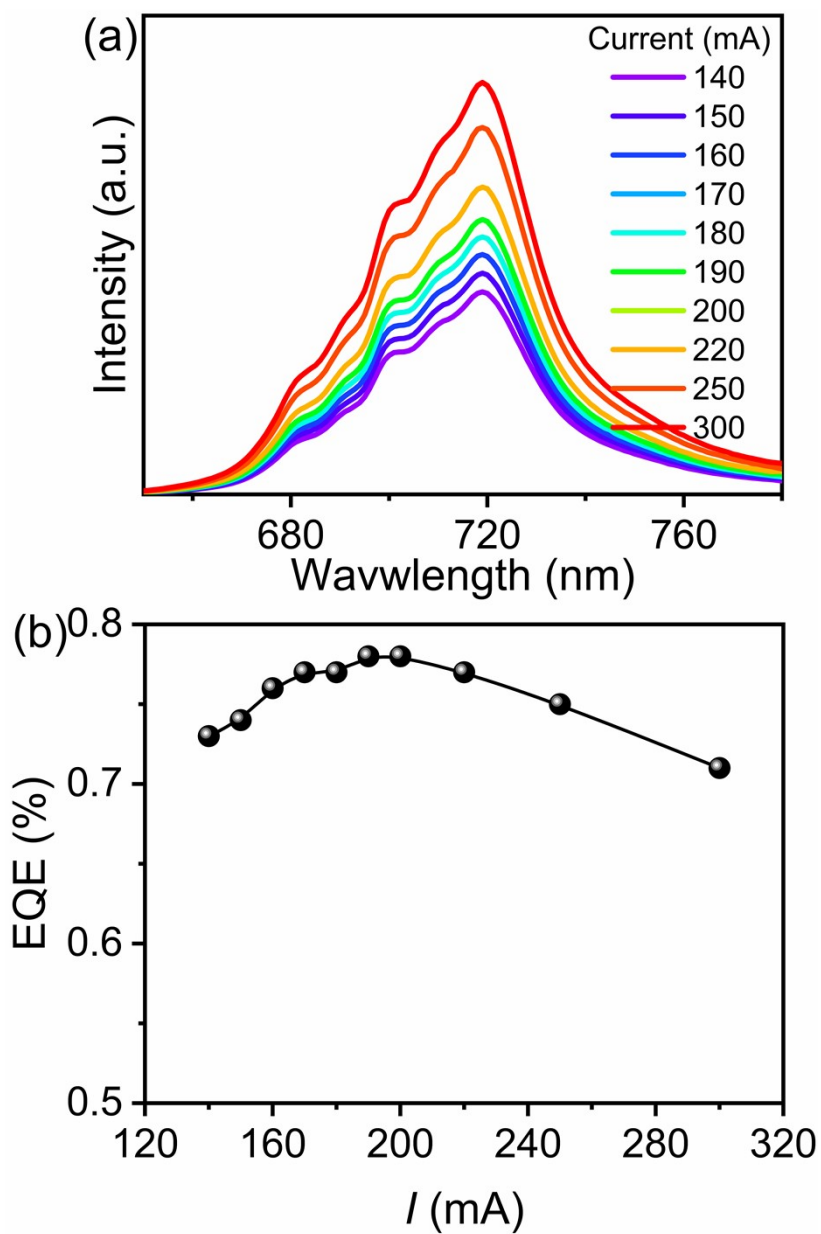 (a)
Current (mA)
140
150
160
170
180
190
200
220
250
300
Intensity (a.u.)
680 720 760
Wavwlength (nm)
(b)
0.8
0.7
0.6
0.5
EQE (%)
120 160 200 240 280 320
I (mA)